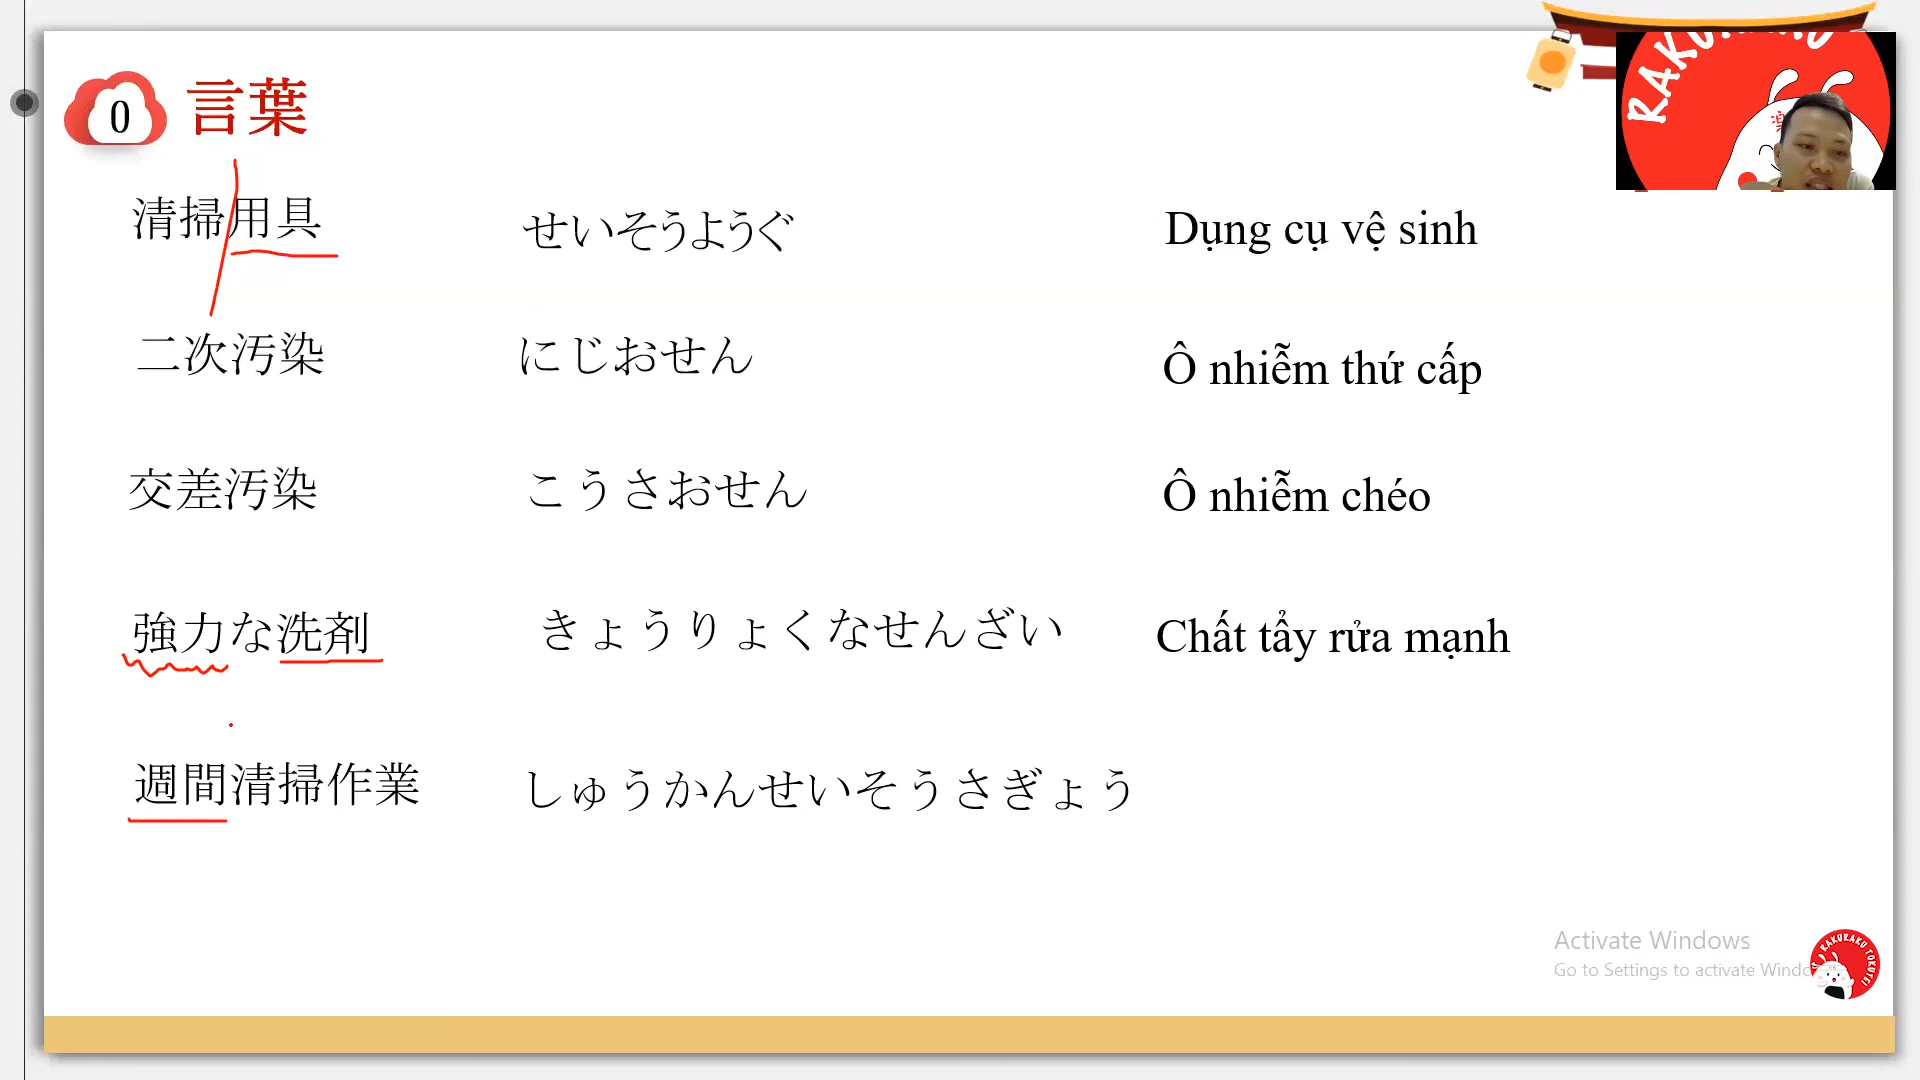 RAKURAKU
0 言葉
清掃用具 せいそうようぐ Dụng cụ vệ sinh
二次汚染 にじおせん Ô nhiễm thứ cấp
交差汚染 こうさおせん Ô nhiễm chéo
強力な洗剤 きょうりょくなせんざい Chất tẩy rửa mạnh
週間清掃作業 しゅうかんせいそうさぎょう
Activate Windows
Go to Settings to activate Windo
RAKURAKU TOKUTEI